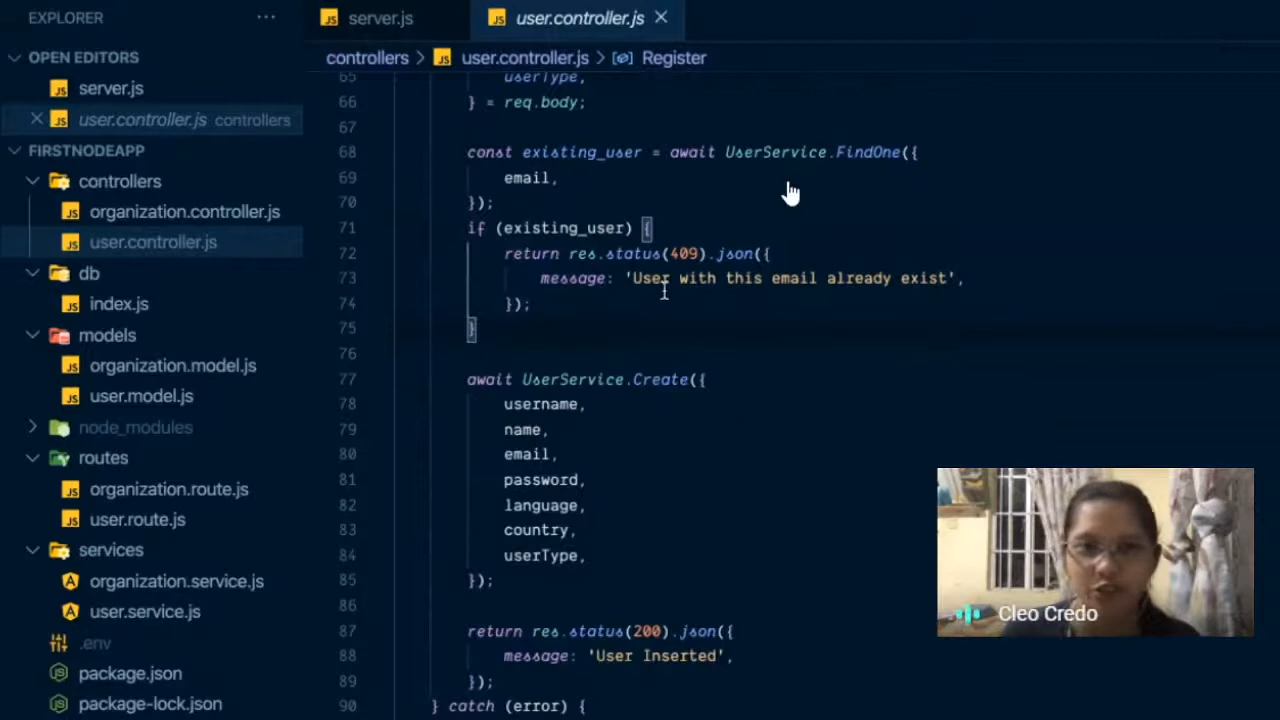 EXPLORER
OPEN EDITORS
server.js
user.controller.js controllers
FIRSTNODEAPP
controllers
organization.controller.js
user.controller.js
db
index.js
models
organization.model.js
user.model.js
node_modules
routes
organization.route.js
user.route.js
services
organization.service.js
user.service.js
.env
package.json
package-lock.json
server.js
user.controller.js
controllers > user.controller.js > Register
65 userType,
66 } = req.body;
67
68 const existing_user = await UserService.FindOne({
69 email,
70 });
71 if (existing_user) {
72 return res.status(409).json({
73 message: 'User with this email already exist',
74 });
75 }
76
77 await UserService.Create({
78 username,
79 name,
80 email,
81 password,
82 language,
83 country,
84 userType,
85 });
86
87 return res.status(200).json({
88 message: 'User Inserted',
89 });
90 } catch (error) {
Cleo Credo